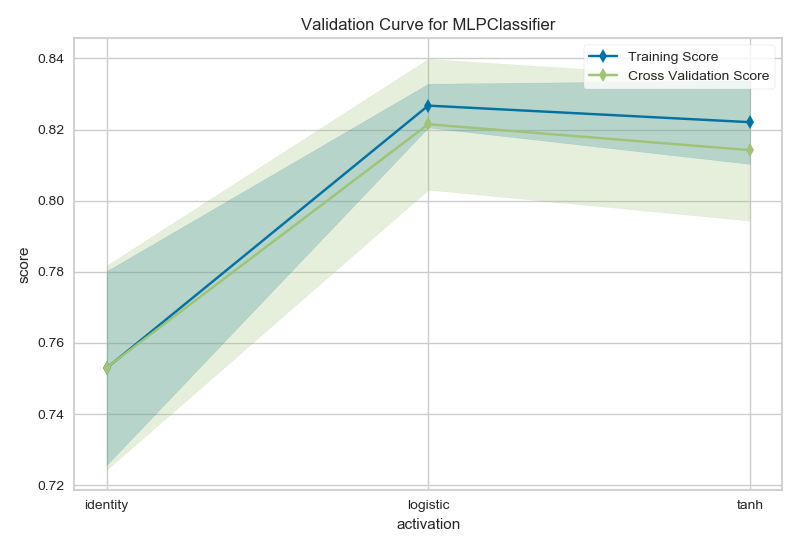 Validation Curve for MLPClassifier
Training Score
Cross Validation Score
0.84
0.82
0.80
0.78
0.76
0.74
0.72
score
identity
logistic
tanh
activation